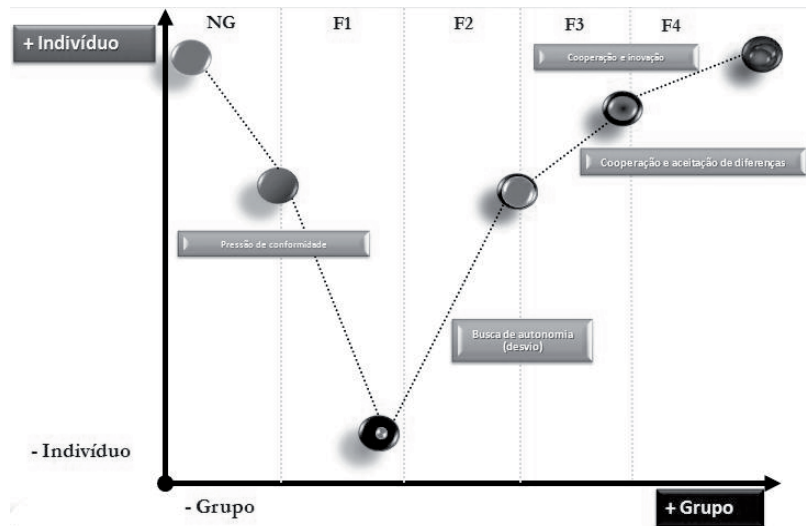 NG F1 F2 F3 F4
+ Indivíduo
Cooperação e inovação
Cooperação e aceitação de diferenças
Pressão de conformidade
Busca de autonomia
(desvio)
- Indivíduo
- Grupo
+ Grupo